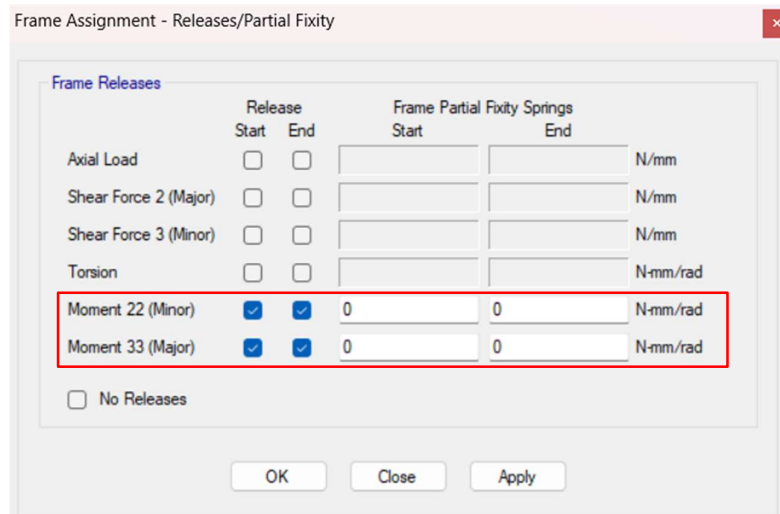 Frame Assignment - Releases/Partial Fixity
Frame Releases
Release Frame Partial Fixity Springs
Start End Start End
Axial Load N/mm
Shear Force 2 (Major) N/mm
Shear Force 3 (Minor) N/mm
Torsion N-mm/rad
Moment 22 (Minor) 0 0 N-mm/rad
Moment 33 (Major) 0 0 N-mm/rad
No Releases
OK Close Apply